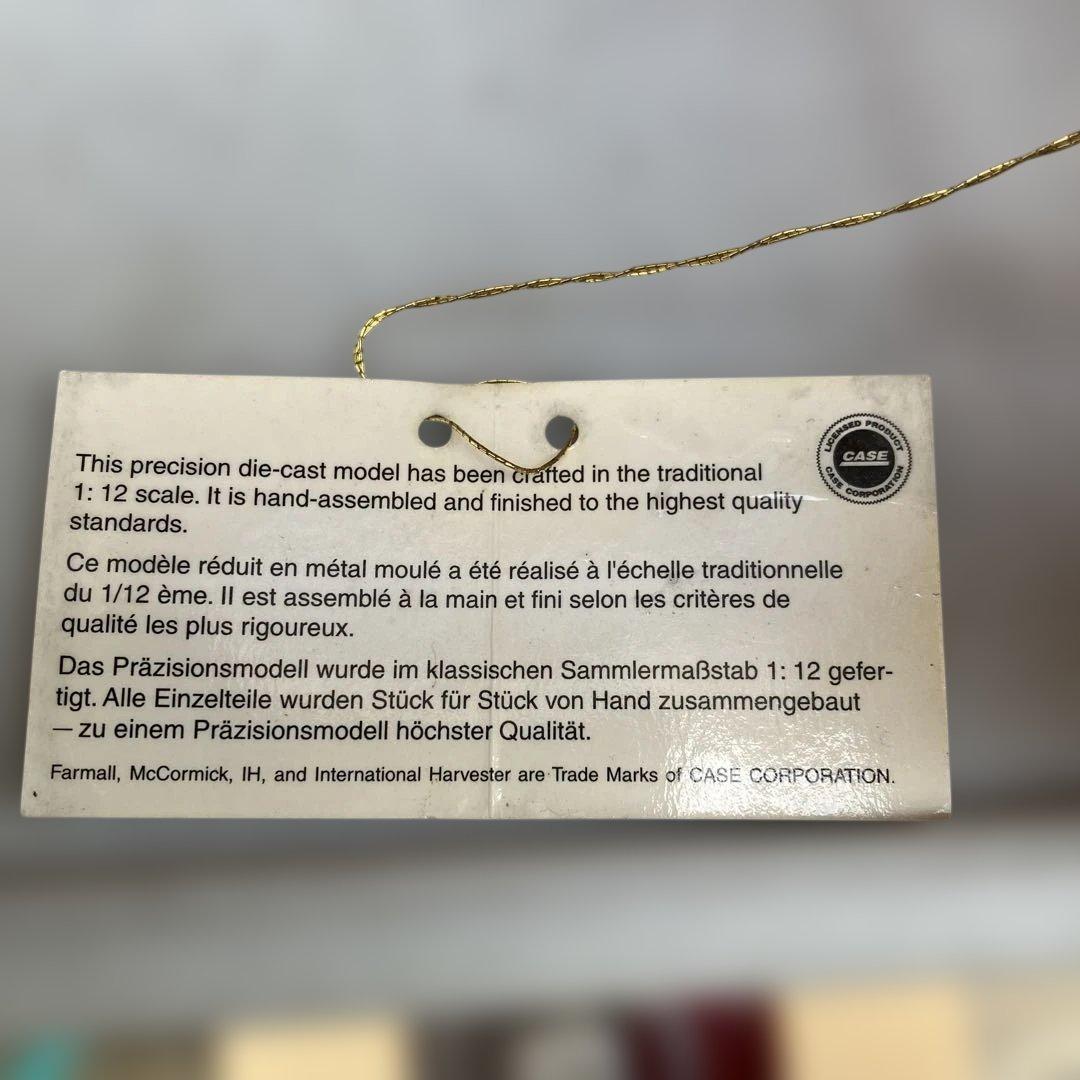 LICENSED PRODUCT
CASE
CASE CORPORATION
This precision die-cast model has been crafted in the traditional
1: 12 scale. It is hand-assembled and finished to the highest quality
standards.
Ce modèle réduit en métal moulé a été réalisé à l'échelle traditionnelle
du 1/12 ème. Il est assemblé à la main et fini selon les critères de
qualité les plus rigoureux.
Das Präzisionsmodell wurde im klassischen Sammlermaßstab 1: 12 gefer-
tigt. Alle Einzelteile wurden Stück für Stück von Hand zusammengebaut
— zu einem Präzisionsmodell höchster Qualität.
Farmall, McCormick, IH, and International Harvester are Trade Marks of CASE CORPORATION.